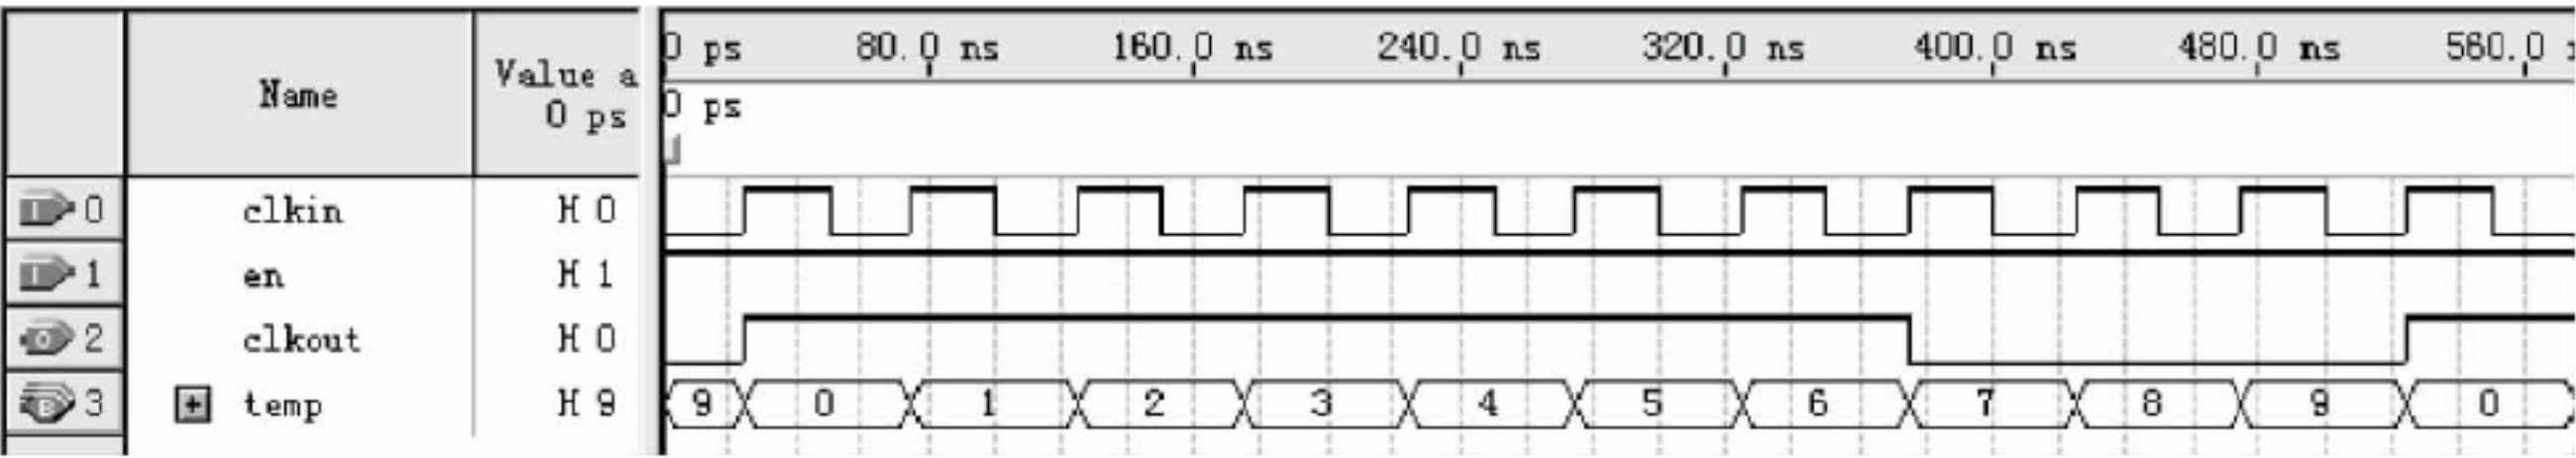 0 ps 80.0 ns 160.0 ns 240.0 ns 320.0 ns 400.0 ns 480.0 ns 560.0
Name Value a
0 ps
0 ps
0 clkin H 0
1 en H 1
2 clkout H 0
3 + temp H 9 9 0 1 2 3 4 5 6 7 8 9 0